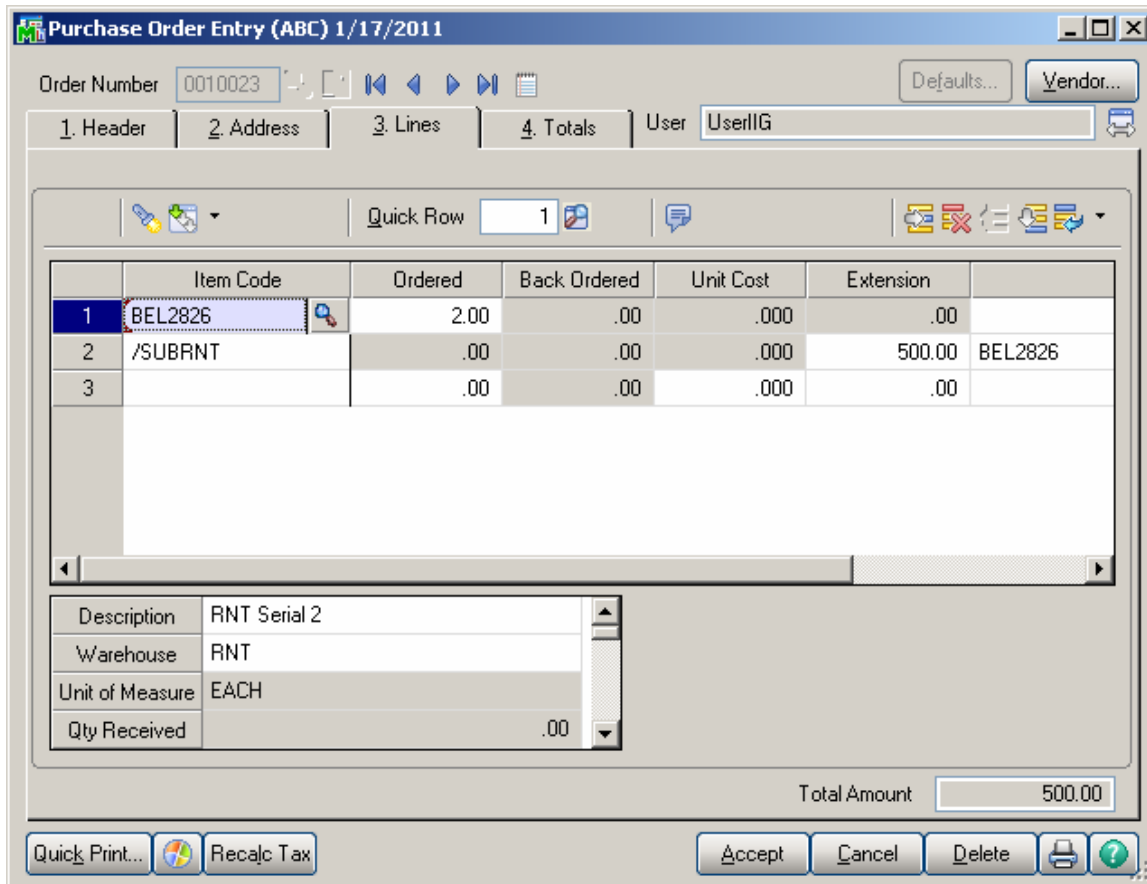 Purchase Order Entry (ABC) 1/17/2011
Order Number 0010023 Defaults... Vendor...
1. Header 2. Address 3. Lines 4. Totals User UserIIG
Quick Row 1
Item Code Ordered Back Ordered Unit Cost Extension
1 BEL2826 2.00 .00 .000 .00
2 /SUBRNT .00 .00 .000 500.00 BEL2826
3 .00 .00 .000 .00
Description RNT Serial 2
Warehouse RNT
Unit of Measure EACH
Qty Received .00
Total Amount 500.00
Quick Print... Recalc Tax Accept Cancel Delete